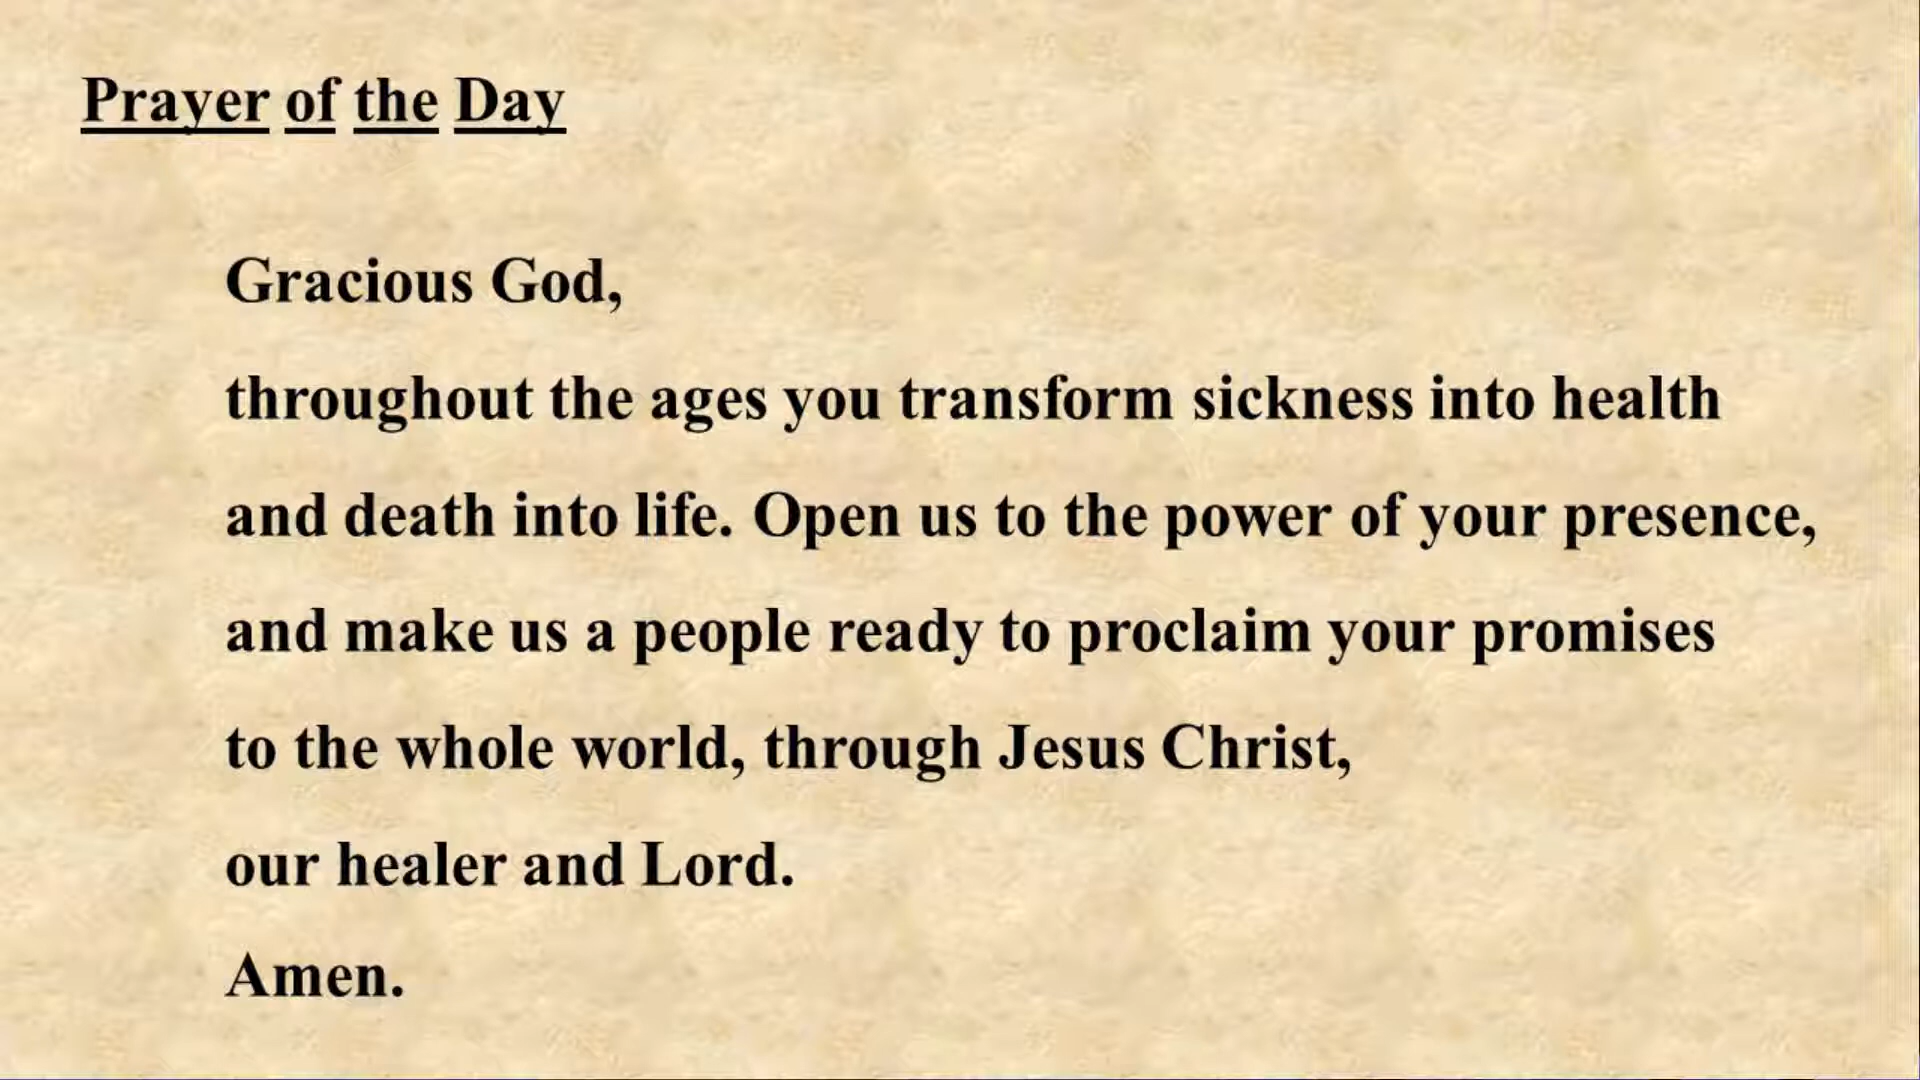 Prayer of the Day
Gracious God,
throughout the ages you transform sickness into health
and death into life. Open us to the power of your presence,
and make us a people ready to proclaim your promises
to the whole world, through Jesus Christ,
our healer and Lord.
Amen.